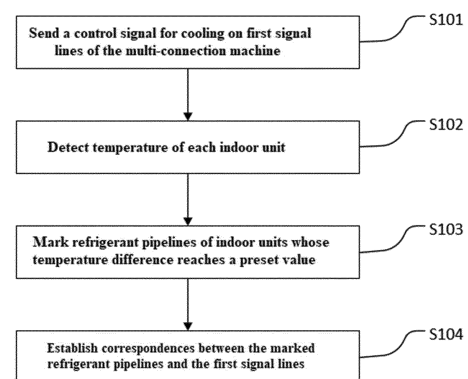 S101
Send a control signal for cooling on first signal
lines of the multi-connection machine
S102
Detect temperature of each indoor unit
S103
Mark refrigerant pipelines of indoor units whose
temperature difference reaches a preset value
S104
Establish correspondences between the marked
refrigerant pipelines and the first signal lines